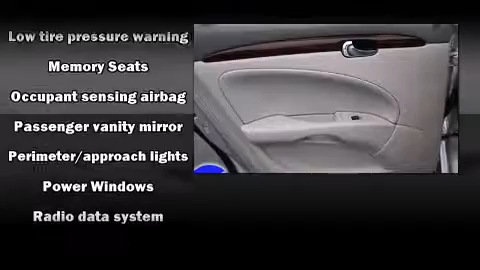 Low tire pressure warning
Memory Seats
Occupant sensing airbag
Passenger vanity mirror
Perimeter/approach lights
Power Windows
Radio data system